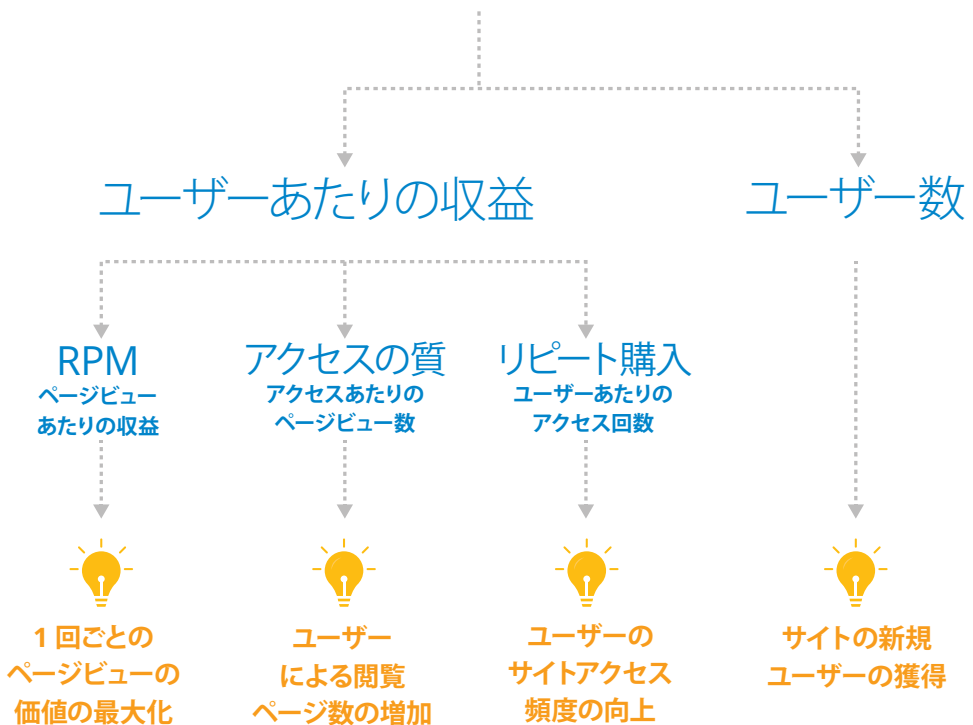 ユーザーあたりの収益
ユーザー数
RPM
ページビュー
あたりの収益
アクセスの質
アクセスあたりの
ページビュー数
リピート購入
ユーザーあたりの
アクセス回数
1 回ごとの
ページビューの
価値の最大化
ユーザー
による閲覧
ページ数の増加
ユーザーの
サイトアクセス
頻度の向上
サイトの新規
ユーザーの獲得